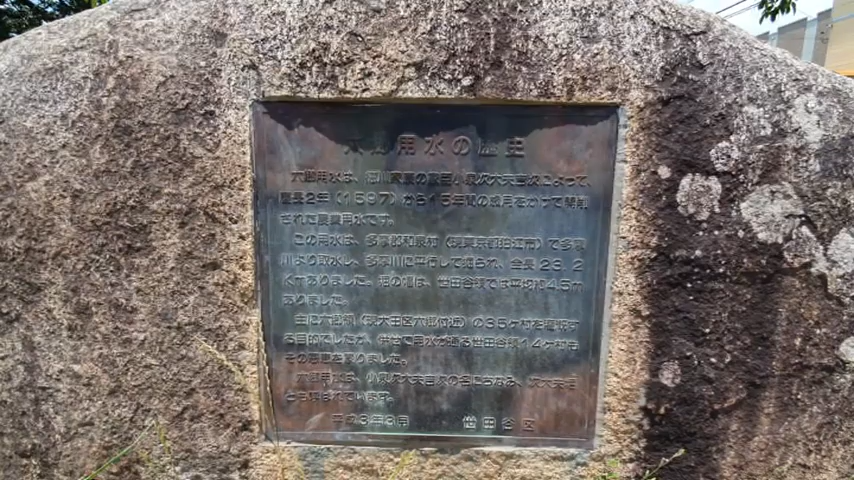 六郷用水の歴史
六郷用水は、徳川家康の家臣小泉次大夫吉次によって、
慶長2年（1597）から15年間の歳月をかけて開削
された農業用水です。
この用水は、多摩郡和泉村（現東京都狛江市）で多摩
川より取水し、多摩川に平行して掘られ、全長23.2
Kmありました。堀の幅は、世田谷領では平均約4.5m
ありました。
主に六郷領（現大田区六郷付近）の35ヶ村を灌漑す
る目的でしたが、併せて用水が通る世田谷領14ヶ村も
その恩恵を受けました。
六郷用水は、小泉次大夫吉次の名にちなみ、次大夫堀
とも呼ばれています。
平成3年3月　世田谷区